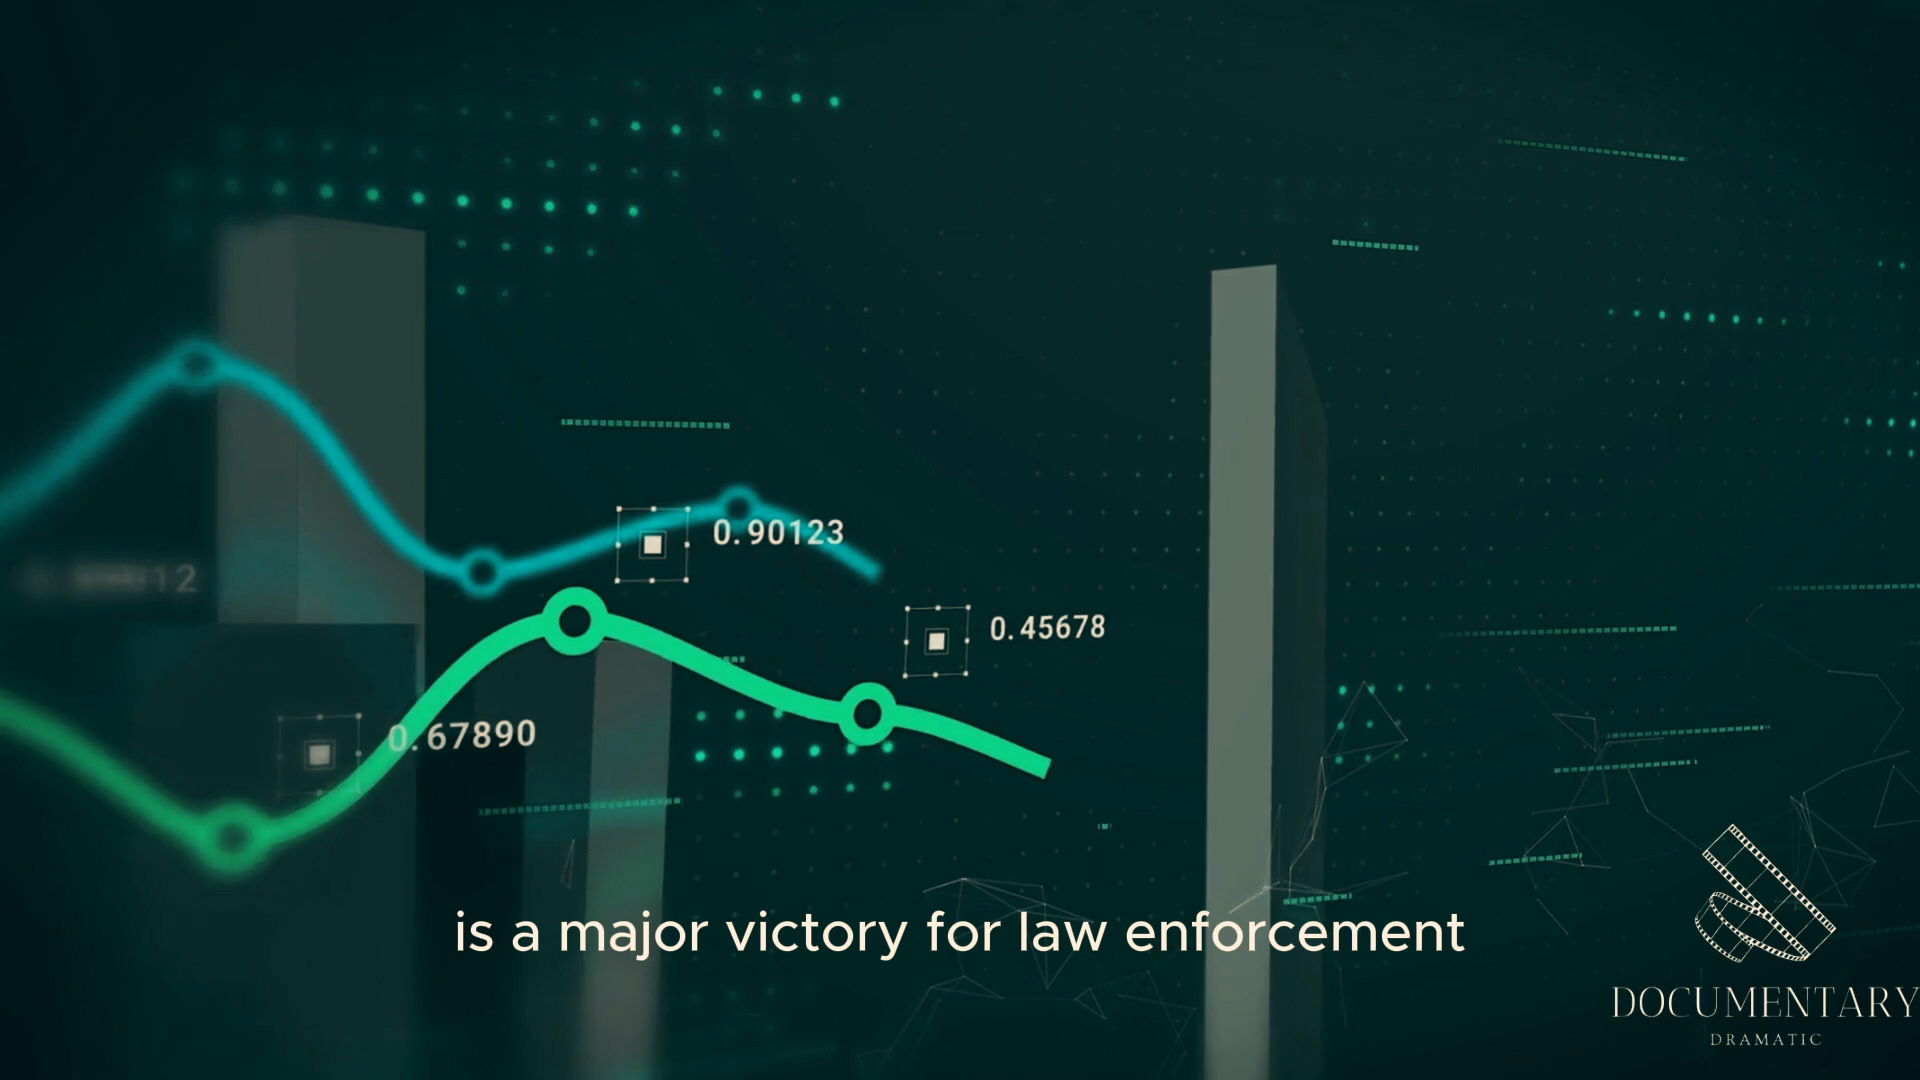 0.90123
0.45678
0.67890
is a major victory for law enforcement
DOCUMENTARY
DRAMATIC